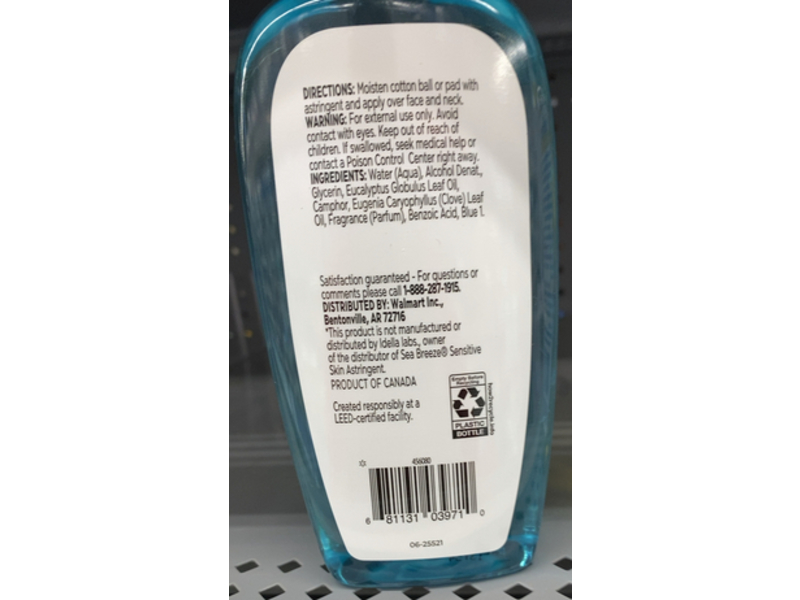 DIRECTIONS: Moisten cotton ball or pad with
astringent and apply over face and neck.
WARNING: For external use only. Avoid
contact with eyes. Keep out of reach of
children. If swallowed, seek medical help or
contact a Poison Control Center right away.
INGREDIENTS: Water (Aqua), Alcohol Denat.,
Glycerin, Eucalyptus Globulus Leaf Oil,
Camphor, Eugenia Caryophyllus (Clove) Leaf
Oil, Fragrance (Parfum), Benzoic Acid, Blue 1.
Satisfaction guaranteed - For questions or
comments please call 1-888-287-1915.
DISTRIBUTED BY: Walmart Inc.,
Bentonville, AR 72716
*This product is not manufactured or
distributed by Idelle labs., owner
of the distributor of Sea Breeze® Sensitive
Skin Astringent.
PRODUCT OF CANADA
Created responsibly at a
LEED-certified facility.
Empty Before
Recycling
PLASTIC
BOTTLE
how2recycle.info
456080
6 81131 03971 0
06-25521